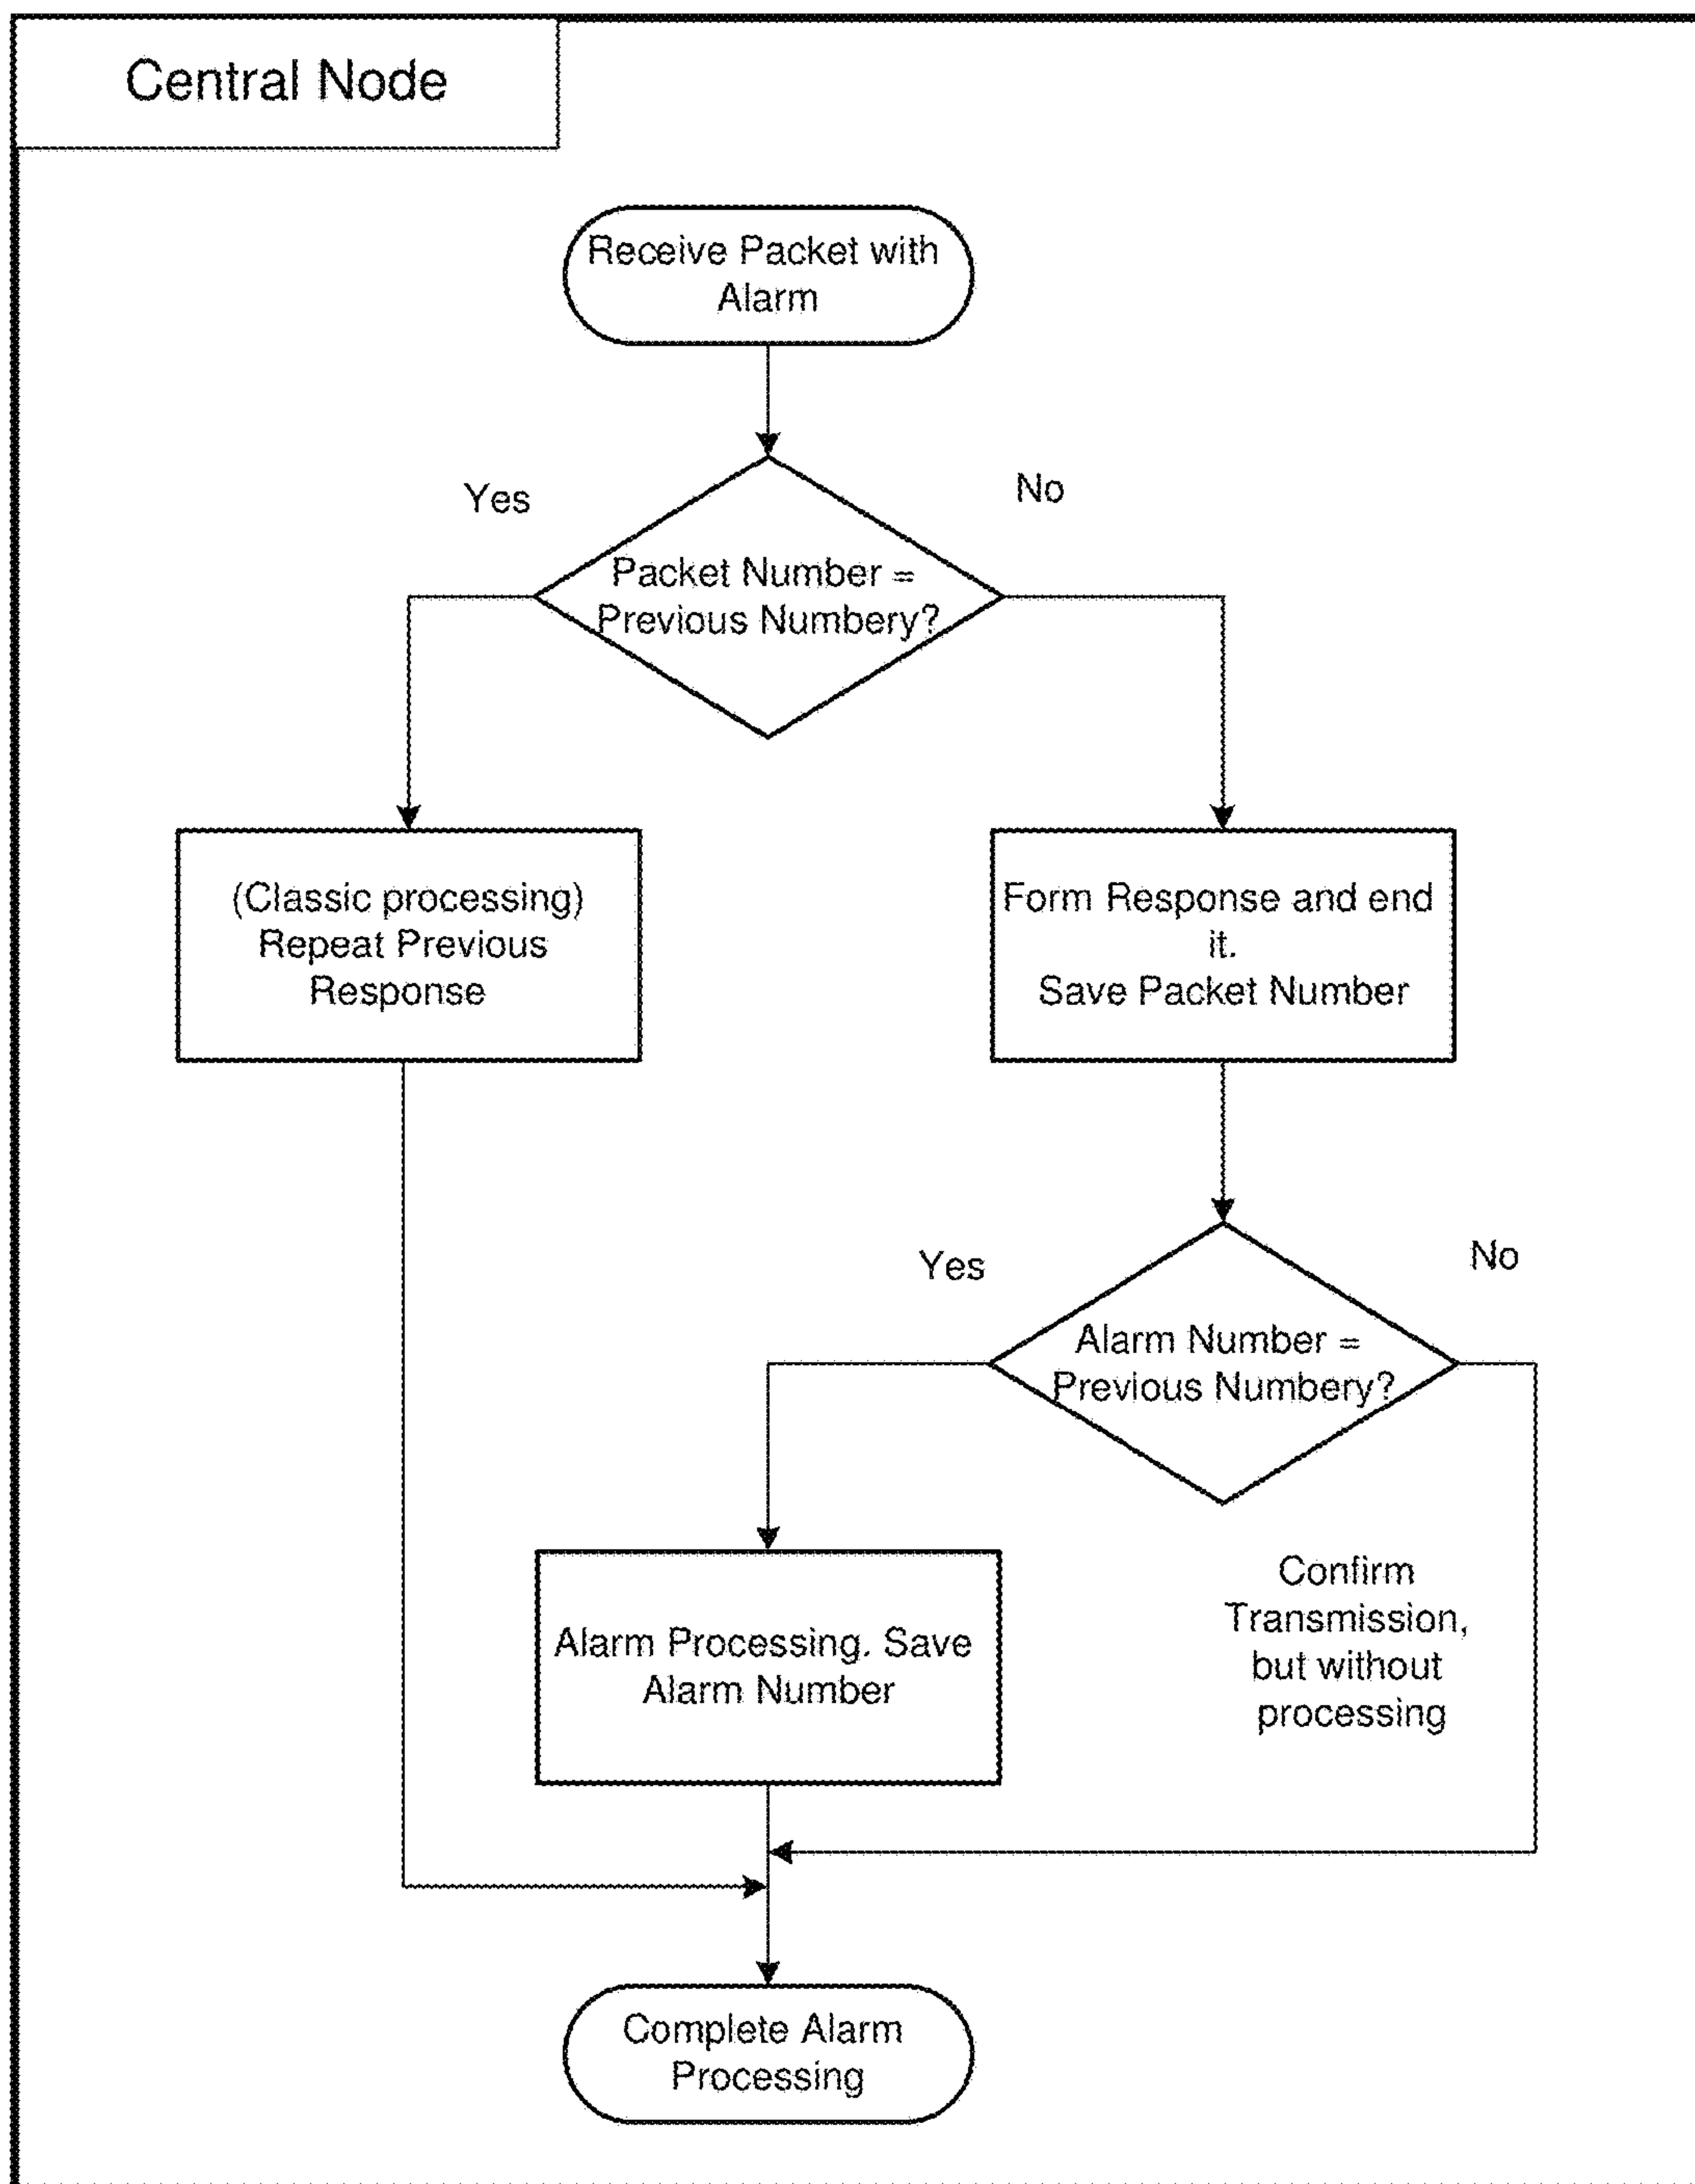 Central Node
Receive Packet with
Alarm
Yes
No
Packet Number =
Previous Numbery?
(Classic processing)
Repeat Previous
Response
Form Response and end
it.
Save Packet Number
Yes
No
Alarm Number =
Previous Numbery?
Confirm
Transmission,
but without
processing
Alarm Processing. Save
Alarm Number
Complete Alarm
Processing